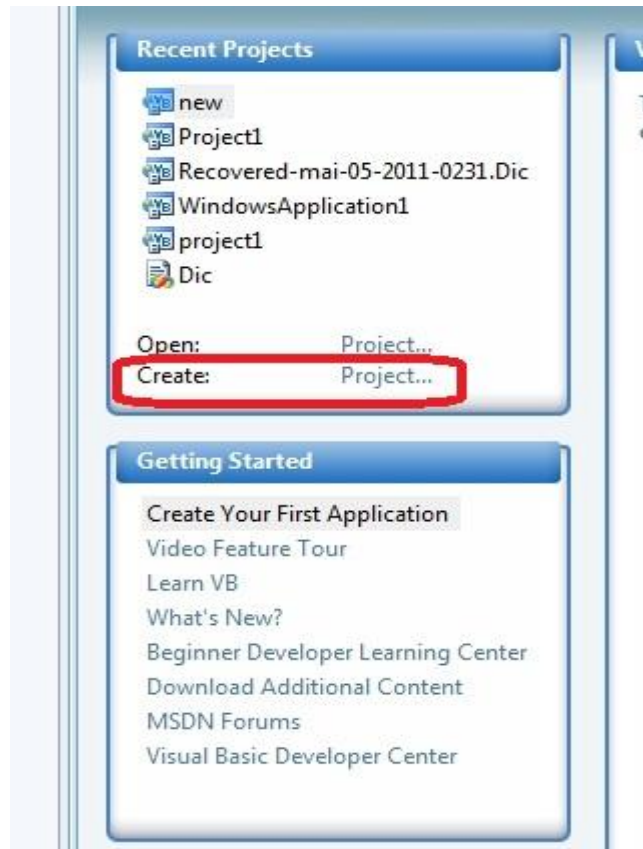 Recent Projects
new
Project1
Recovered-mai-05-2011-0231.Dic
WindowsApplication1
project1
Dic
Open: Project...
Create: Project...
Getting Started
Create Your First Application
Video Feature Tour
Learn VB
What's New?
Beginner Developer Learning Center
Download Additional Content
MSDN Forums
Visual Basic Developer Center